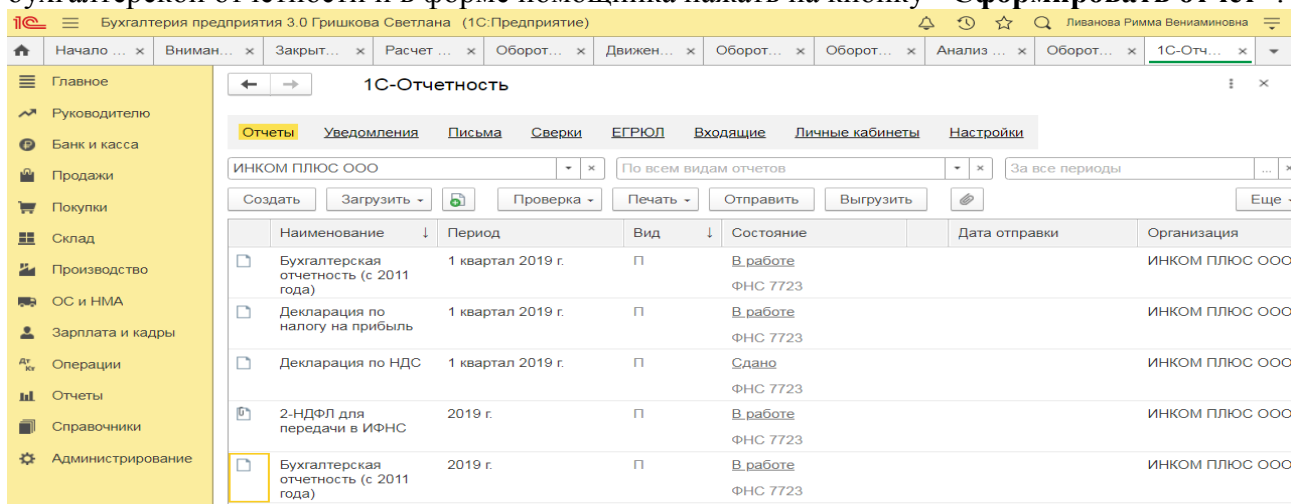 бухгалтерской отчетности и в форме помощника нажать на кнопку "Сформировать отчет".
1С Бухгалтерия предприятия 3.0 Гришкова Светлана (1С:Предприятие) Ливанова Римма Вениаминовна
Начало ... × Вниман... × Закрыт... × Расчет ... × Оборот... × Движен... × Оборот... × Оборот... × Анализ ... × Оборот... × 1С-Отч... ×
Главное
Руководителю
Банк и касса
Продажи
Покупки
Склад
Производство
ОС и НМА
Зарплата и кадры
Операции
Отчеты
Справочники
Администрирование
1С-Отчетность
Отчеты Уведомления Письма Сверки ЕГРЮЛ Входящие Личные кабинеты Настройки
ИНКОМ ПЛЮС ООО По всем видам отчетов За все периоды ...
Создать Загрузить Проверка Печать Отправить Выгрузить Еще
Наименование ↓ Период Вид ↓ Состояние Дата отправки Организация
Бухгалтерская 1 квартал 2019 г. П В работе ИНКОМ ПЛЮС ООО
отчетность (с 2011
года) ФНС 7723
Декларация по 1 квартал 2019 г. П В работе ИНКОМ ПЛЮС ООО
налогу на прибыль
ФНС 7723
Декларация по НДС 1 квартал 2019 г. П Сдано ИНКОМ ПЛЮС ООО
ФНС 7723
2-НДФЛ для 2019 г. П В работе ИНКОМ ПЛЮС ООО
передачи в ИФНС
ФНС 7723
Бухгалтерская 2019 г. П В работе ИНКОМ ПЛЮС ООО
отчетность (с 2011
года) ФНС 7723